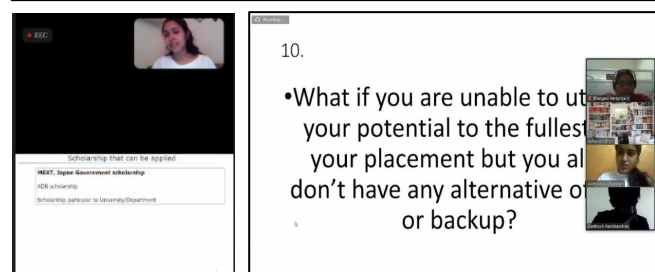 REC
Scholarship that can be applied
MEXT, Japan Government scholarship
ADB scholarship
Scholarship particular to University/Department
Recording...
10.
•What if you are unable to ut
your potential to the fullest
your placement but you al
don't have any alternative o
or backup?